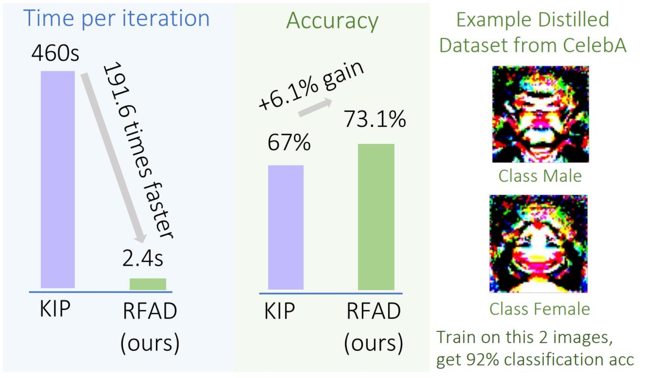 Time per iteration
460s
191.6 times faster
2.4s
KIP
RFAD
(ours)
Accuracy
+6.1% gain
67%
73.1%
KIP
RFAD
(ours)
Example Distilled
Dataset from CelebA
Class Male
Class Female
Train on this 2 images,
get 92% classification acc